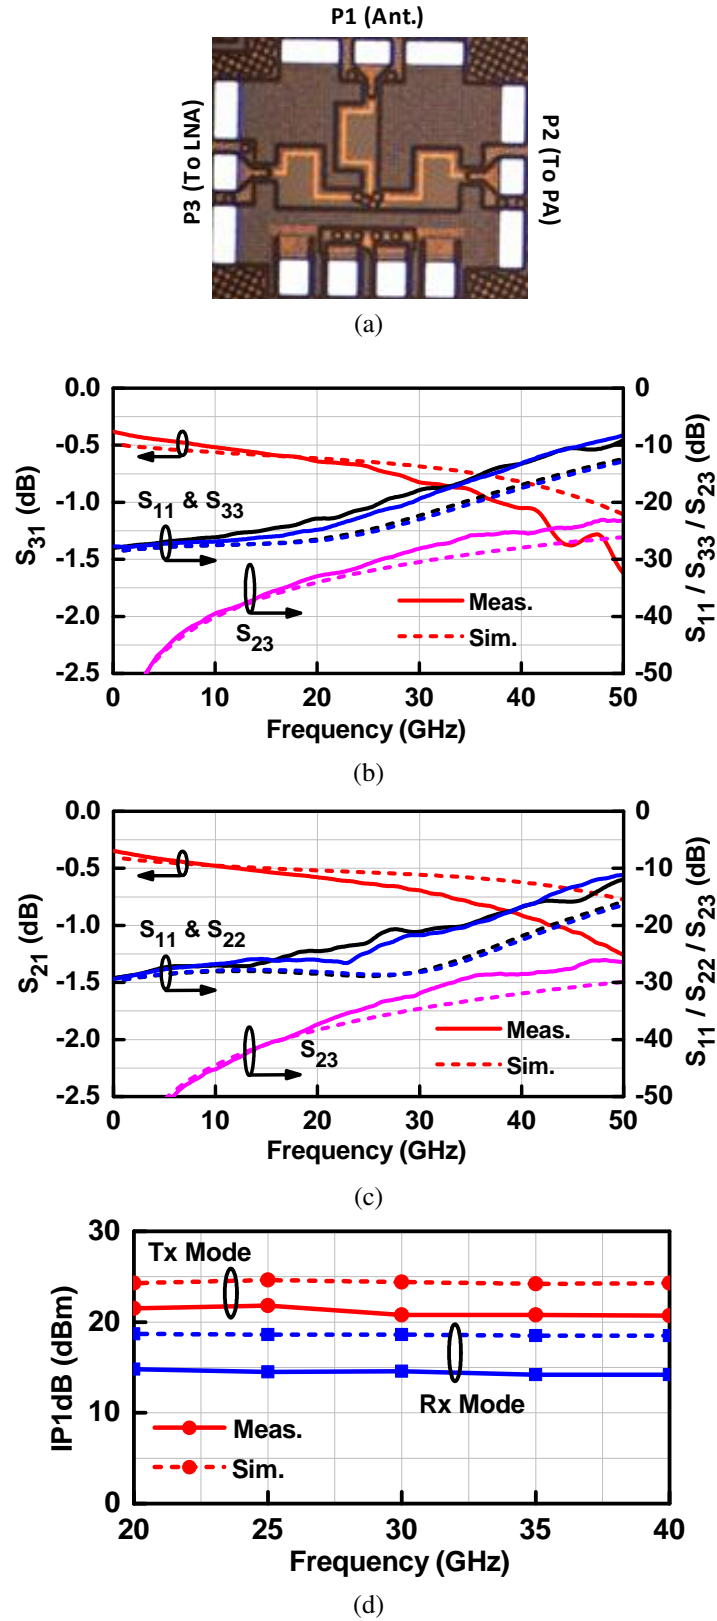 P1 (Ant.)
P3 (To LNA)
P2 (To PA)
(a)
0.0
-0.5
-1.0
-1.5
-2.0
-2.5
S31 (dB)
S11 & S33
S23
Meas.
Sim.
0
-10
-20
-30
-40
-50
S11 / S33 / S23 (dB)
0 10 20 30 40 50
Frequency (GHz)
(b)
0.0
-0.5
-1.0
-1.5
-2.0
-2.5
S21 (dB)
S11 & S22
S23
Meas.
Sim.
0
-10
-20
-30
-40
-50
S11 / S22 / S23 (dB)
0 10 20 30 40 50
Frequency (GHz)
(c)
30
20
10
0
IP1dB (dBm)
Tx Mode
Rx Mode
Meas.
Sim.
20 25 30 35 40
Frequency (GHz)
(d)